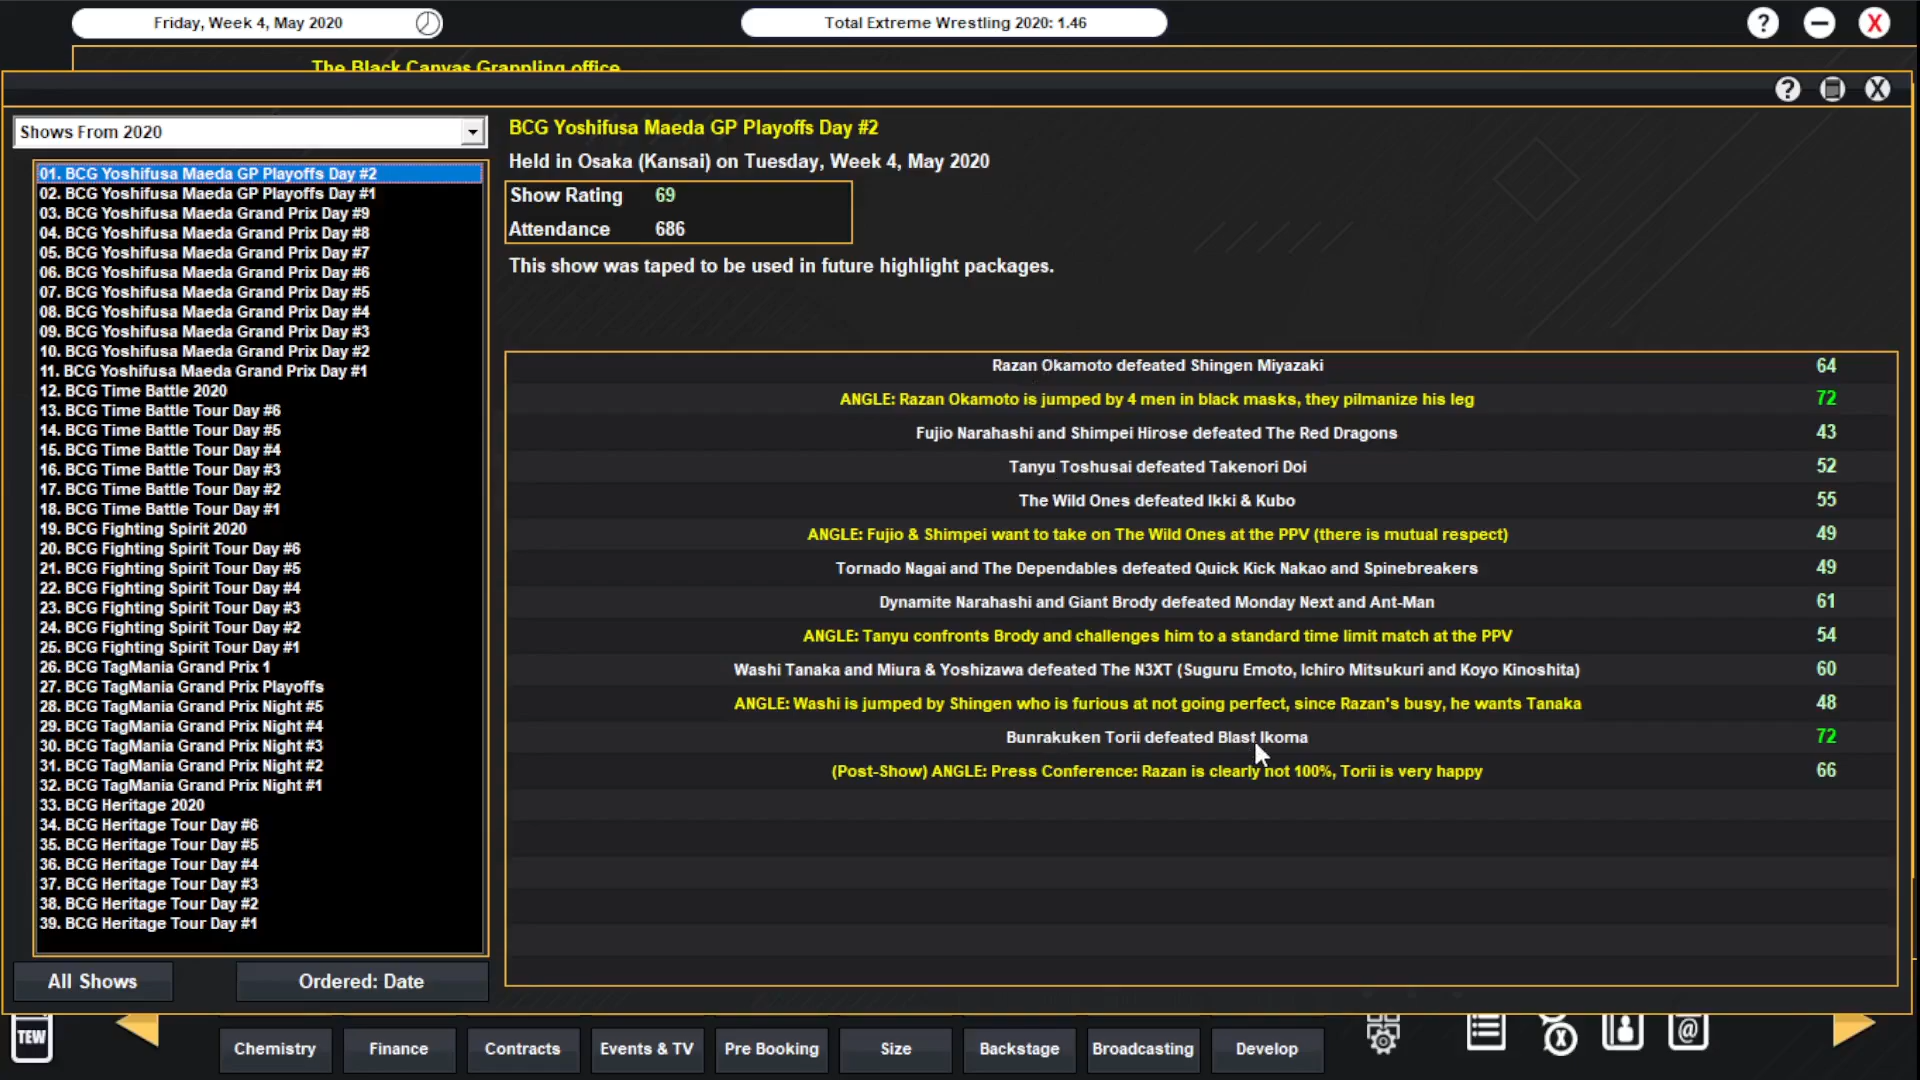 Friday, Week 4, May 2020
Total Extreme Wrestling 2020: 1.46
?
X
The Black Canvas Grappling office
?
X
Shows From 2020
01. BCG Yoshifusa Maeda GP Playoffs Day #2
02. BCG Yoshifusa Maeda GP Playoffs Day #1
03. BCG Yoshifusa Maeda Grand Prix Day #9
04. BCG Yoshifusa Maeda Grand Prix Day #8
05. BCG Yoshifusa Maeda Grand Prix Day #7
06. BCG Yoshifusa Maeda Grand Prix Day #6
07. BCG Yoshifusa Maeda Grand Prix Day #5
08. BCG Yoshifusa Maeda Grand Prix Day #4
09. BCG Yoshifusa Maeda Grand Prix Day #3
10. BCG Yoshifusa Maeda Grand Prix Day #2
11. BCG Yoshifusa Maeda Grand Prix Day #1
12. BCG Time Battle 2020
13. BCG Time Battle Tour Day #6
14. BCG Time Battle Tour Day #5
15. BCG Time Battle Tour Day #4
16. BCG Time Battle Tour Day #3
17. BCG Time Battle Tour Day #2
18. BCG Time Battle Tour Day #1
19. BCG Fighting Spirit 2020
20. BCG Fighting Spirit Tour Day #6
21. BCG Fighting Spirit Tour Day #5
22. BCG Fighting Spirit Tour Day #4
23. BCG Fighting Spirit Tour Day #3
24. BCG Fighting Spirit Tour Day #2
25. BCG Fighting Spirit Tour Day #1
26. BCG TagMania Grand Prix 1
27. BCG TagMania Grand Prix Playoffs
28. BCG TagMania Grand Prix Night #5
29. BCG TagMania Grand Prix Night #4
30. BCG TagMania Grand Prix Night #3
31. BCG TagMania Grand Prix Night #2
32. BCG TagMania Grand Prix Night #1
33. BCG Heritage 2020
34. BCG Heritage Tour Day #6
35. BCG Heritage Tour Day #5
36. BCG Heritage Tour Day #4
37. BCG Heritage Tour Day #3
38. BCG Heritage Tour Day #2
39. BCG Heritage Tour Day #1
All Shows
Ordered: Date
BCG Yoshifusa Maeda GP Playoffs Day #2
Held in Osaka (Kansai) on Tuesday, Week 4, May 2020
Show Rating 69
Attendance 686
This show was taped to be used in future highlight packages.
Razan Okamoto defeated Shingen Miyazaki 64
ANGLE: Razan Okamoto is jumped by 4 men in black masks, they pilmanize his leg 72
Fujio Narahashi and Shimpei Hirose defeated The Red Dragons 43
Tanyu Toshusai defeated Takenori Doi 52
The Wild Ones defeated Ikki & Kubo 55
ANGLE: Fujio & Shimpei want to take on The Wild Ones at the PPV (there is mutual respect) 49
Tornado Nagai and The Dependables defeated Quick Kick Nakao and Spinebreakers 49
Dynamite Narahashi and Giant Brody defeated Monday Next and Ant-Man 61
ANGLE: Tanyu confronts Brody and challenges him to a standard time limit match at the PPV 54
Washi Tanaka and Miura & Yoshizawa defeated The N3XT (Suguru Emoto, Ichiro Mitsukuri and Koyo Kinoshita) 60
ANGLE: Washi is jumped by Shingen who is furious at not going perfect, since Razan's busy, he wants Tanaka 48
Bunrakuken Torii defeated Blast Ikoma 72
(Post-Show) ANGLE: Press Conference: Razan is clearly not 100%, Torii is very happy 66
TEW
Chemistry
Finance
Contracts
Events & TV
Pre Booking
Size
Backstage
Broadcasting
Develop
X
@